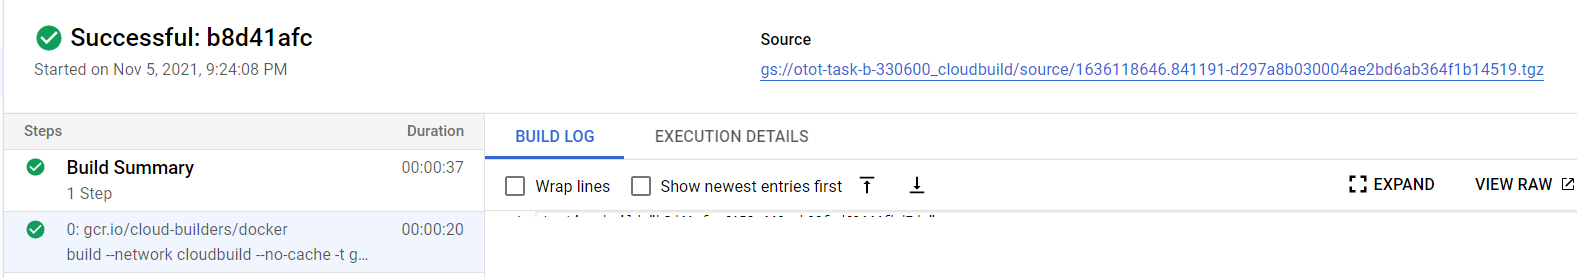 Successful: b8d41afc
Started on Nov 5, 2021, 9:24:08 PM
Source
gs://otot-task-b-330600_cloudbuild/source/1636118646.841191-d297a8b030004ae2bd6ab364f1b14519.tgz
Steps Duration
Build Summary 00:00:37
1 Step
0: gcr.io/cloud-builders/docker 00:00:20
build --network cloudbuild --no-cache -t g...
BUILD LOG EXECUTION DETAILS
Wrap lines Show newest entries first EXPAND VIEW RAW